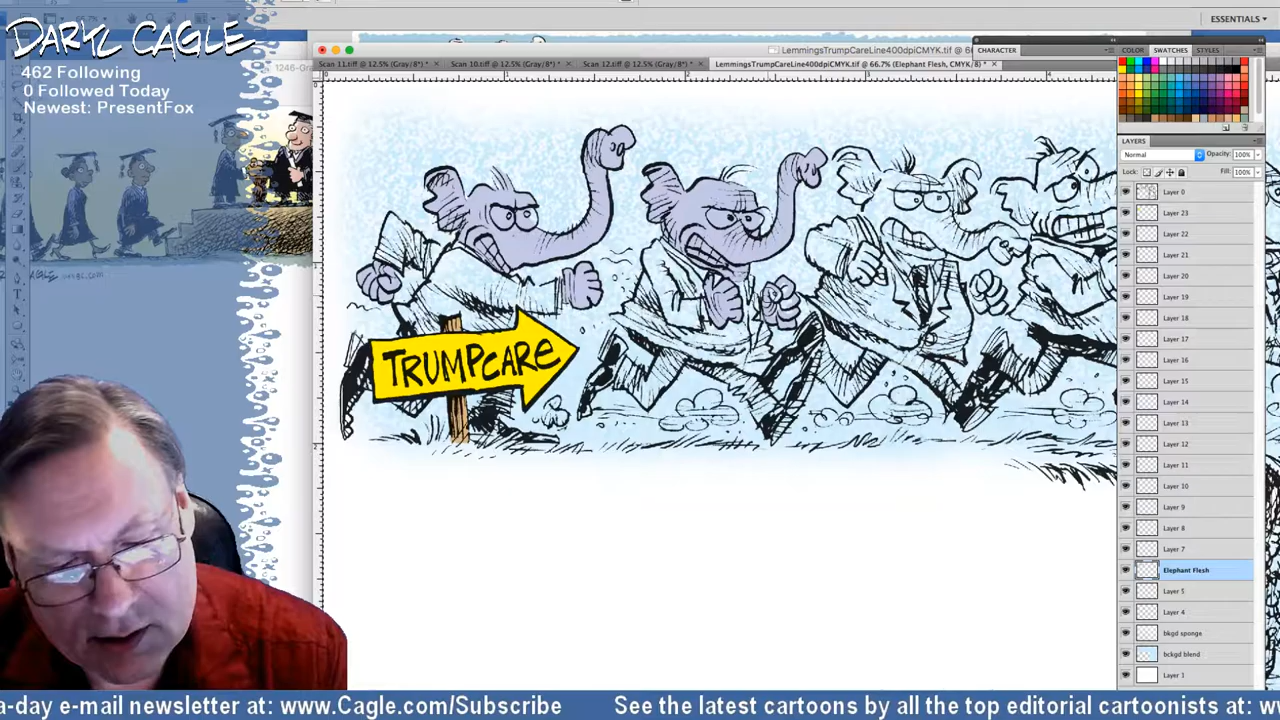 ESSENTIALS
DARYL CAGLE
462 Following
0 Followed Today
Newest: PresentFox
LemmingsTrumpCareLine400dpiCMYK.tif @ 6
Scan 11.tiff @ 12.5% (Gray/8*) * Scan 10.tiff @ 12.5% (Gray/8*) * Scan 12.tiff @ 12.5% (Gray/8*) * LemmingsTrumpCareLine400dpiCMYK.tif @ 66.7% (Elephant Flesh, CMYK/8) *
CHARACTER
COLOR SWATCHES STYLES
LAYERS
Normal Opacity: 100%
Lock: Fill: 100%
Layer 0
Layer 23
Layer 22
Layer 21
Layer 20
Layer 19
Layer 18
Layer 17
Layer 16
Layer 15
Layer 14
Layer 13
Layer 12
Layer 11
Layer 10
Layer 9
Layer 8
Layer 7
Elephant Flesh
Layer 5
Layer 4
bkgd sponge
bckgd blend
Layer 1
TRUMPCARE
a-day e-mail newsletter at: www.Cagle.com/Subscribe See the latest cartoons by all the top editorial cartoonists at: w